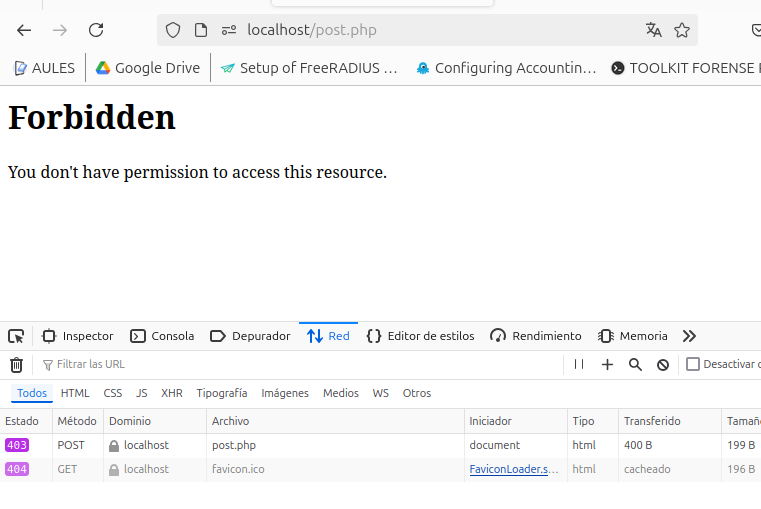 localhost/post.php
AULES Google Drive Setup of FreeRADIUS ... Configuring Accountin... TOOLKIT FORENSE
Forbidden
You don't have permission to access this resource.
Inspector Consola Depurador Red Editor de estilos Rendimiento Memoria
Filtrar las URL Desactivar
Todos HTML CSS JS XHR Tipografía Imágenes Medios WS Otros
Estado Método Dominio Archivo Iniciador Tipo Transferido Tamaño
403 POST localhost post.php document html 400 B 199 B
404 GET localhost favicon.ico FaviconLoader.s... html cacheado 196 B